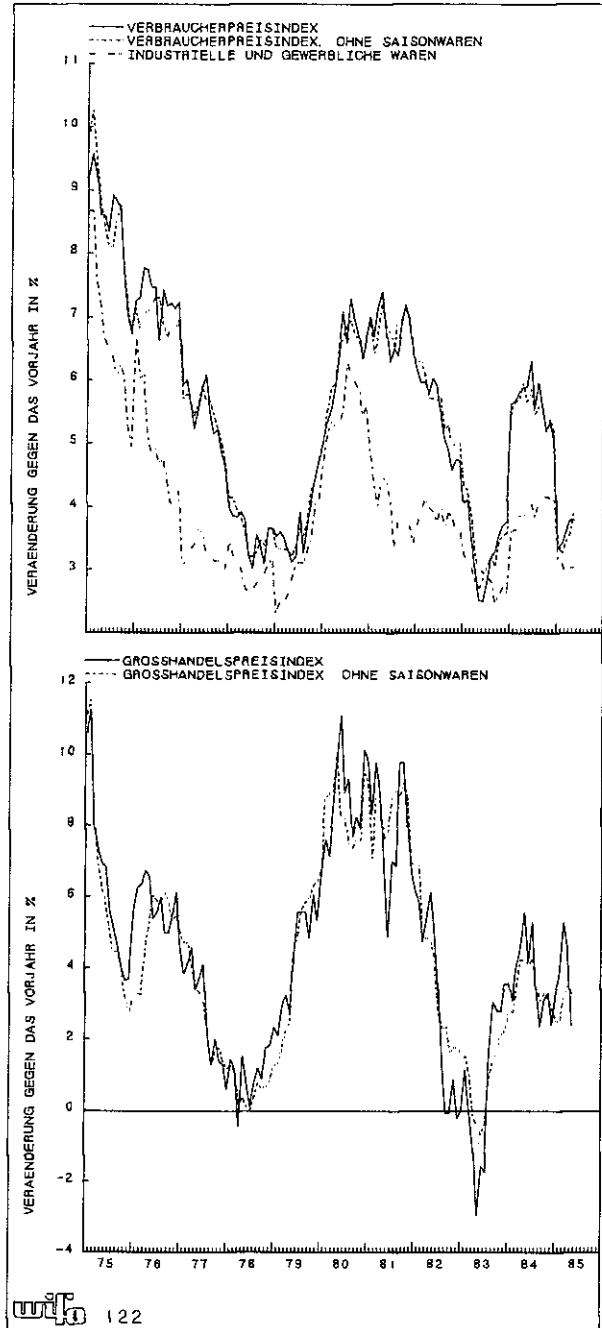 VERBRAUCHERPREISINDEX
VERBRAUCHERPREISINDEX. OHNE SAISONWAREN
INDUSTRIELLE UND GEWERBLICHE WAREN
VERAENDERUNG GEGEN DAS VORJAHR IN %
11
10
9
8
7
6
5
4
3
GROSSHANDELSPREISINDEX
GROSSHANDELSPREISINDEX OHNE SAISONWAREN
VERAENDERUNG GEGEN DAS VORJAHR IN %
12
10
8
6
4
2
0
-2
-4
75 76 77 78 79 80 81 82 83 84 85
wifo 122